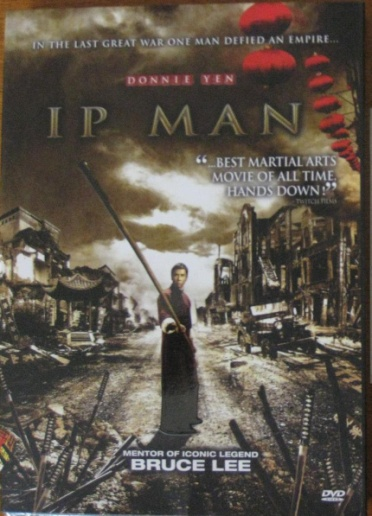 IN THE LAST GREAT WAR ONE MAN DEFIED AN EMPIRE...
DONNIE YEN
IP MAN
“...BEST MARTIAL ARTS
MOVIE OF ALL TIME.
HANDS DOWN!”
MENTOR OF ICONIC LEGEND
BRUCE LEE
DVD